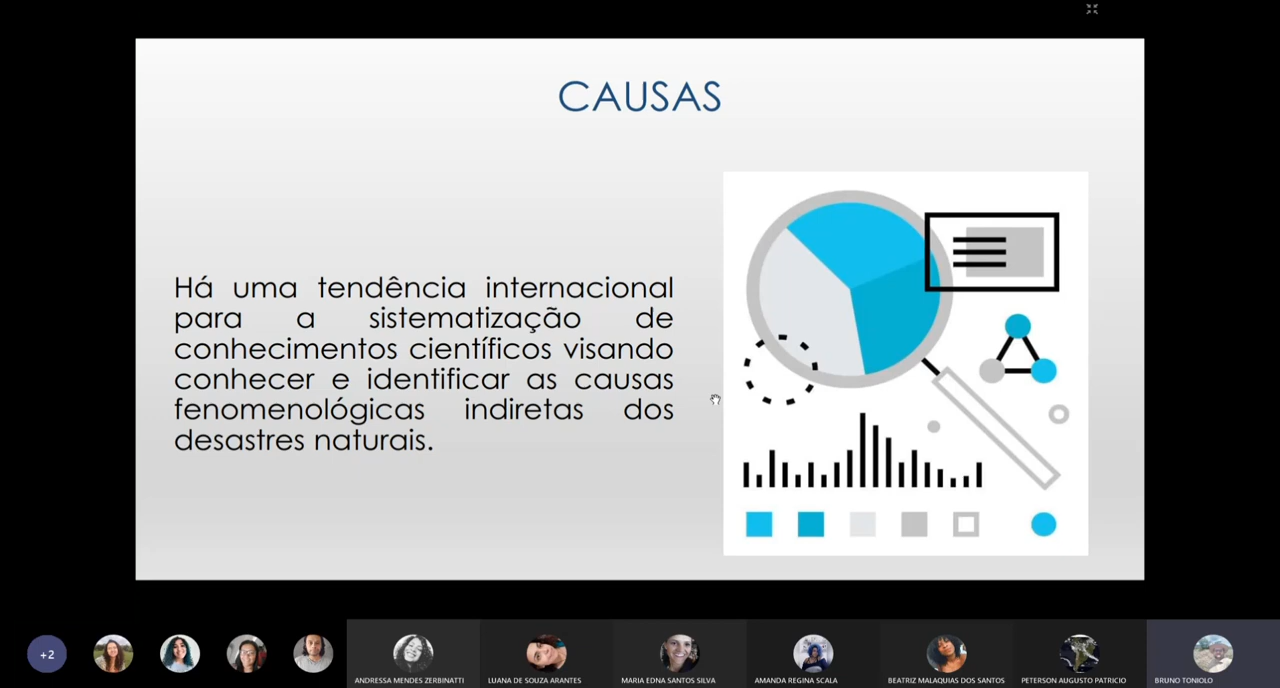 CAUSAS
Há uma tendência internacional
para a sistematização de
conhecimentos científicos visando
conhecer e identificar as causas
fenomenológicas indiretas dos
desastres naturais.
+2
ANDRESSA MENDES ZERBINATTI
LUANA DE SOUZA ARANTES
MARIA EDNA SANTOS SILVA
AMANDA REGINA SCALA
BEATRIZ MALAQUIAS DOS SANTOS
PETERSON AUGUSTO PATRICIO
BRUNO TONIOLO